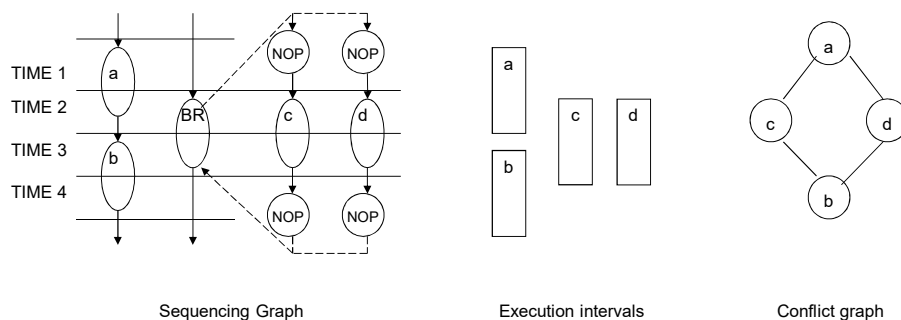 NOP NOP
TIME 1
a
TIME 2
BR
c
d
TIME 3
b
TIME 4
NOP NOP
Sequencing Graph
a
b
c
d
Execution intervals
a
c
d
b
Conflict graph